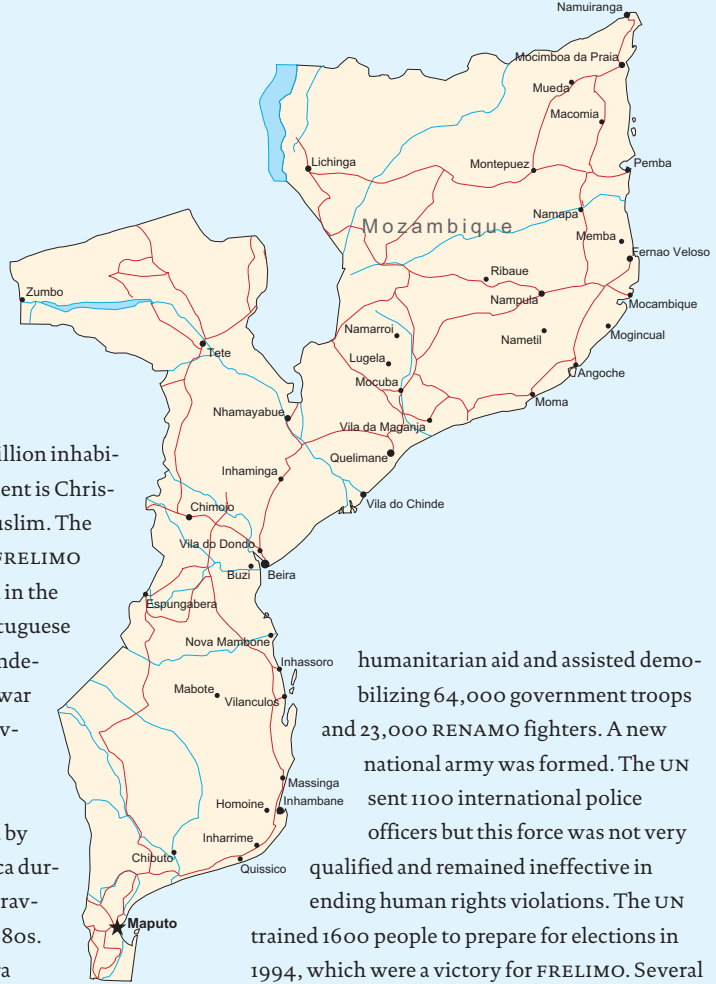 Namuiranga
Mocimboa da Praia
Mueda
Macomia
Lichinga
Montepuez
Pemba
Namapa
Mozambique
Memba
Fernao Veloso
Ribaue
Zumbo
Nampula
Mocambique
Namarroi
Nametil
Mogincual
Tete
Lugela
Angoche
Mocuba
Moma
Nhamayabue
Vila da Maganja
Quelimane
Inhaminga
Vila do Chinde
Chimojo
Vila do Dondo
Buzi
Beira
Espungabera
Nova Mambone
Inhassoro
Mabote
Vilanculos
Massinga
Homoine
Inhambane
Inharrime
Chibuto
Quissico
Maputo
illion inhabi-
ent is Chris-
uslim. The
FRELIMO
in the
tuguese
nde-
war
v-
by
ca dur-
rav-
80s.
ra
humanitarian aid and assisted demo-
bilizing 64,000 government troops
and 23,000 RENAMO fighters. A new
national army was formed. The UN
sent 1100 international police
officers but this force was not very
qualified and remained ineffective in
ending human rights violations. The UN
trained 1600 people to prepare for elections in
1994, which were a victory for FRELIMO. Several